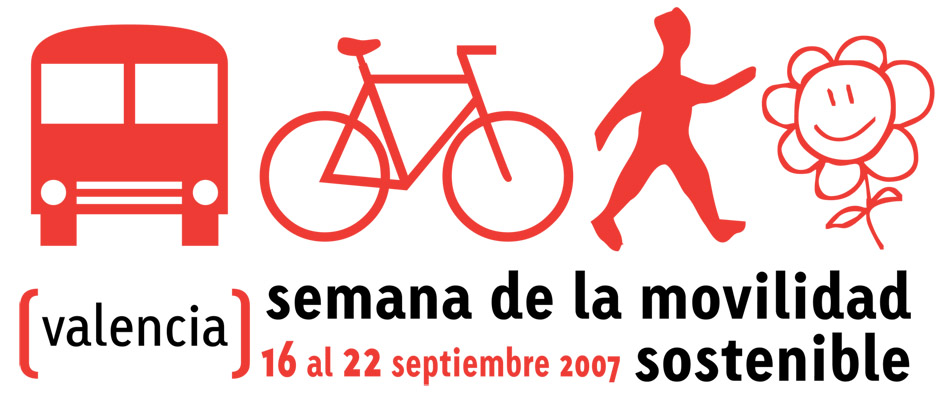 (valencia)
semana de la movilidad
16 al 22 septiembre 2007 sostenible